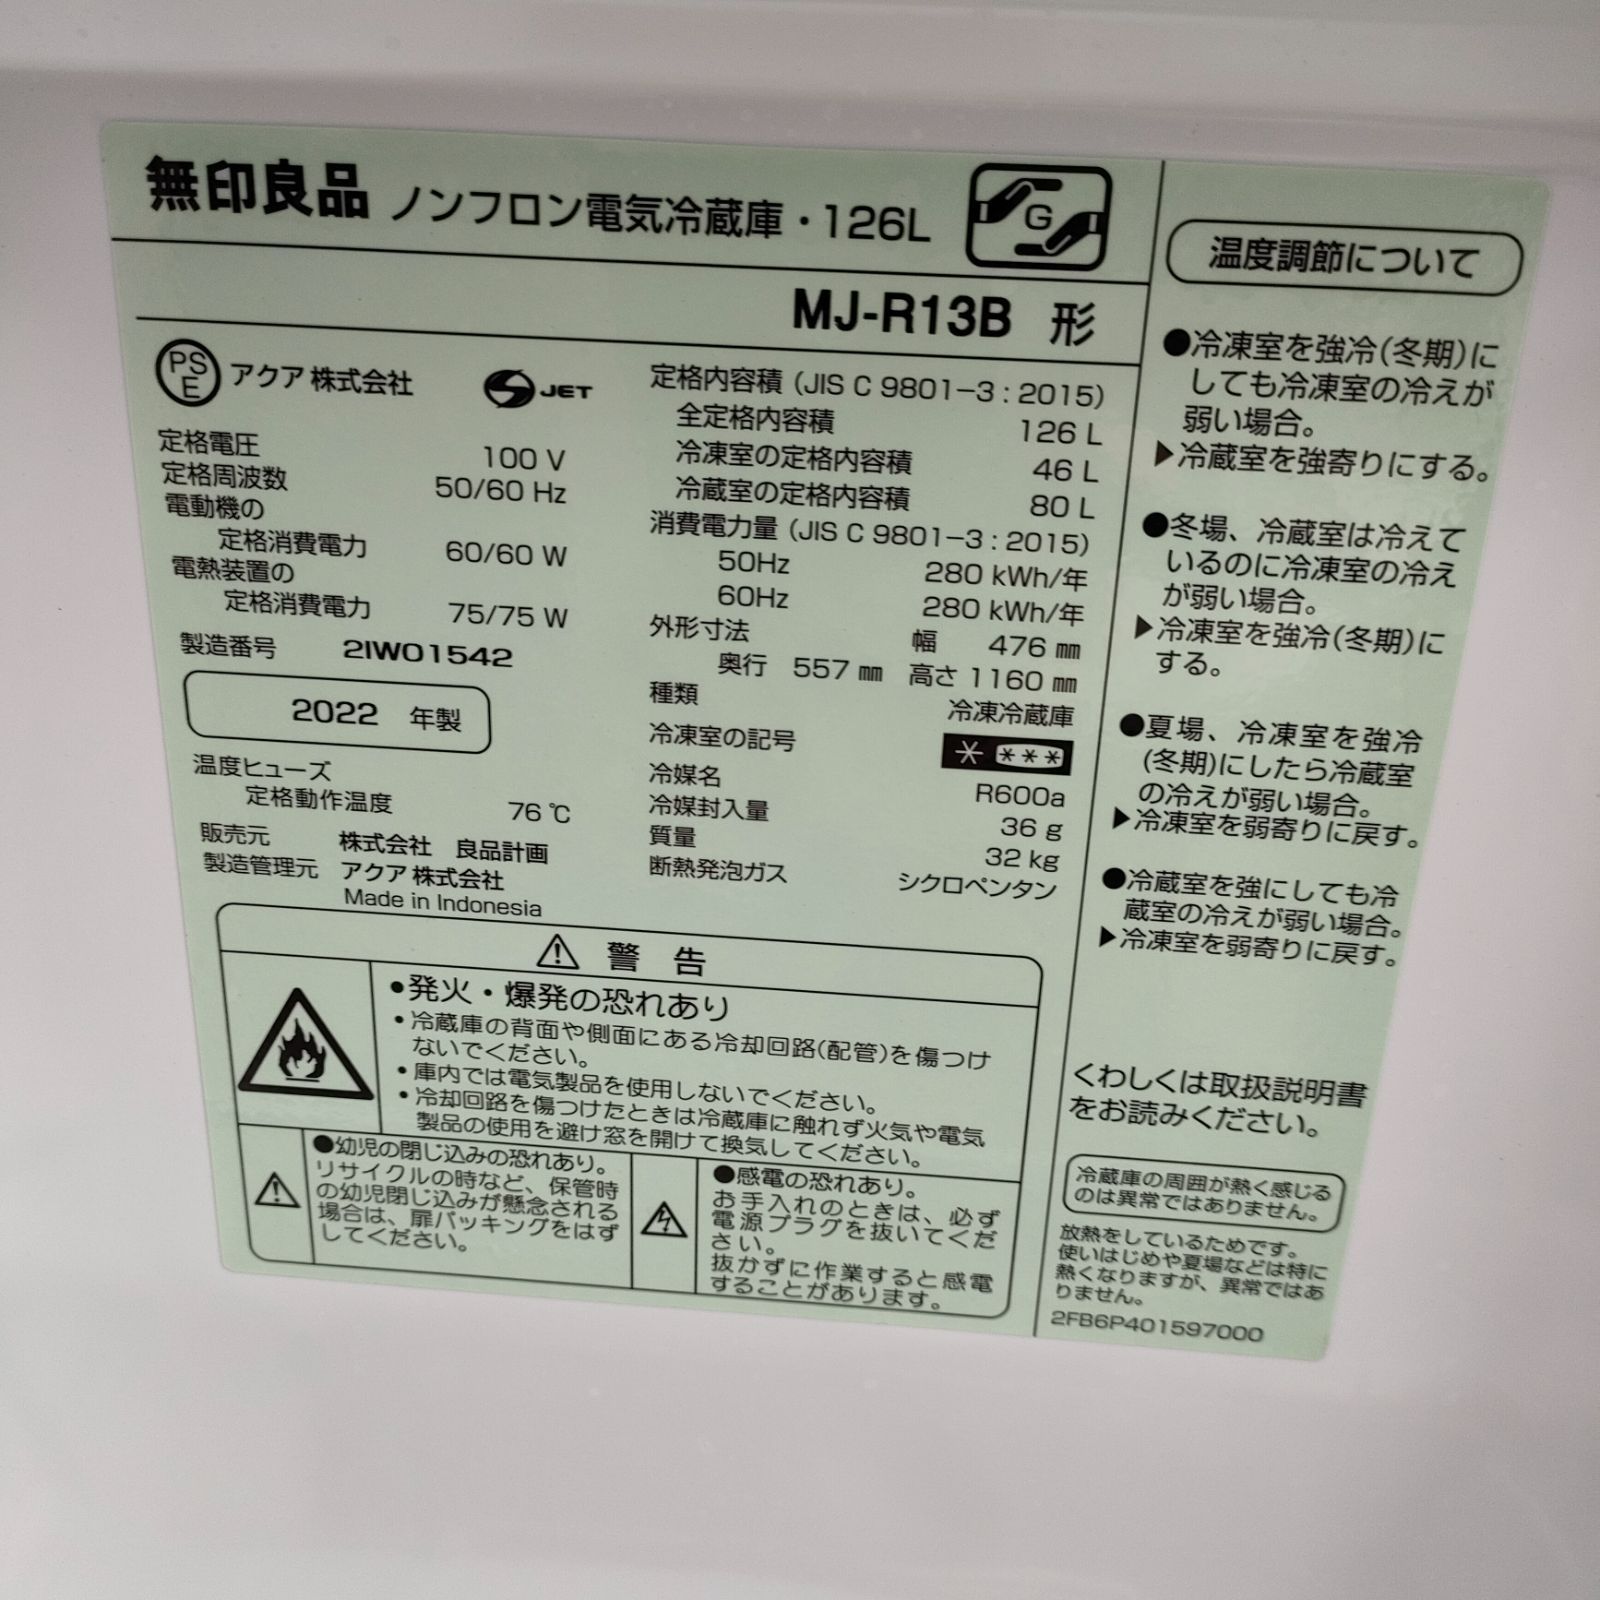 無印良品 ノンフロン電気冷蔵庫・126L
G
MJ-R13B 形
PS
E
アクア 株式会社
JET
定格電圧 100 V
定格周波数 50/60 Hz
電動機の
定格消費電力 60/60 W
電熱装置の
定格消費電力 75/75 W
製造番号 2IW01542
2022 年製
温度ヒューズ
定格動作温度 76 ℃
販売元 株式会社 良品計画
製造管理元 アクア 株式会社
Made in Indonesia
定格内容積 (JIS C 9801-3 : 2015)
全定格内容積 126 L
冷凍室の定格内容積 46 L
冷蔵室の定格内容積 80 L
消費電力量 (JIS C 9801-3 : 2015)
50Hz 280 kWh/年
60Hz 280 kWh/年
外形寸法 幅 476 ㎜
奥行 557 ㎜ 高さ 1160 ㎜
種類 冷凍冷蔵庫
冷凍室の記号 * ***
冷媒名 R600a
冷媒封入量 36 g
質量 32 kg
断熱発泡ガス シクロペンタン
⚠ 警 告
•発火・爆発の恐れあり
•冷蔵庫の背面や側面にある冷却回路(配管)を傷つけ
ないでください。
•庫内では電気製品を使用しないでください。
•冷却回路を傷つけたときは冷蔵庫に触れず火気や電気
製品の使用を避け窓を開けて換気してください。
●幼児の閉じ込みの恐れあり。
リサイクルの時など、保管時
の幼児閉じ込みが懸念される
場合は、扉パッキングをはず
してください。
●感電の恐れあり。
お手入れのときは、必ず
電源プラグを抜いてくだ
さい。
抜かずに作業すると感電
することがあります。
温度調節について
●冷凍室を強冷(冬期)に
しても冷凍室の冷えが
弱い場合。
▶冷蔵室を強寄りにする。
●冬場、冷蔵室は冷えて
いるのに冷凍室の冷え
が弱い場合。
▶冷凍室を強冷(冬期)に
する。
●夏場、冷凍室を強冷
(冬期)にしたら冷蔵室
の冷えが弱い場合。
▶冷凍室を弱寄りに戻す。
●冷蔵室を強にしても冷
蔵室の冷えが弱い場合。
▶冷凍室を弱寄りに戻す。
くわしくは取扱説明書
をお読みください。
冷蔵庫の周囲が熱く感じる
のは異常ではありません。
放熱をしているためです。
使いはじめや夏場などは特に
熱くなりますが、異常ではあ
りません。
2FB6P401597000